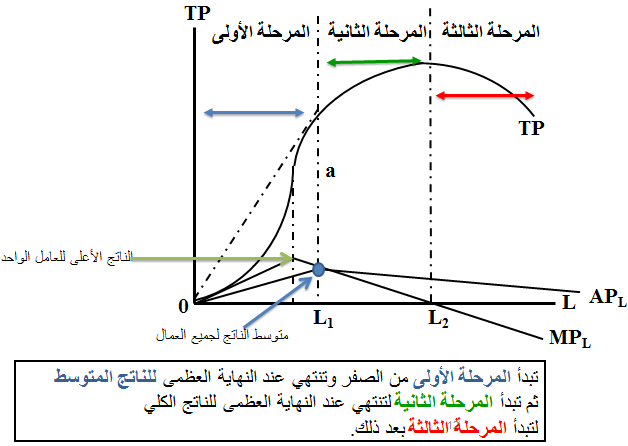 TP
المرحلة الأولى
المرحلة الثانية
المرحلة الثالثة
TP
a
الناتج الأعلى للعامل الواحد
0
L₁
L₂
L
APL
متوسط الناتج لجميع العمال
MPL
تبدأ المرحلة الأولى من الصفر وتنتهي عند النهاية العظمى للناتج المتوسط
ثم تبدأ المرحلة الثانية لتنتهي عند النهاية العظمى للناتج الكلي
لتبدأ المرحلة الثالثة بعد ذلك.